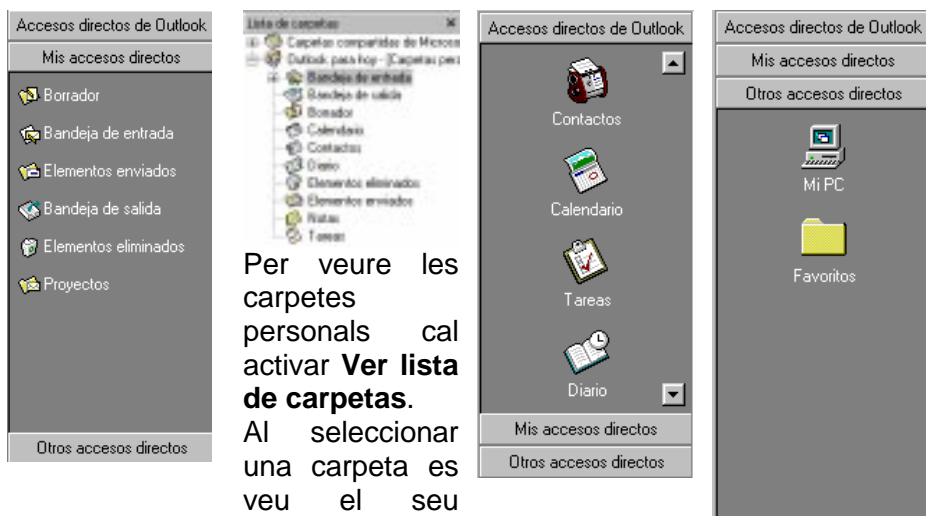 Accesos directos de Outlook
Mis accesos directos
Borrador
Bandeja de entrada
Elementos enviados
Bandeja de salida
Elementos eliminados
Proyectos
Otros accesos directos
Lista de carpetas
Carpetas compartidas de Micros
Outlook para hoy - [Carpetas pers
Bandeja de entrada
Bandeja de salida
Borrador
Calendario
Contactos
Diario
Elementos eliminados
Elementos enviados
Notas
Tareas
Per veure les
carpetes
personals cal
activar Ver lista
de carpetas.
Al seleccionar
una carpeta es
veu el seu
Accesos directos de Outlook
Contactos
Calendario
Tareas
Diario
Mis accesos directos
Otros accesos directos
Accesos directos de Outlook
Mis accesos directos
Otros accesos directos
Mi PC
Favoritos